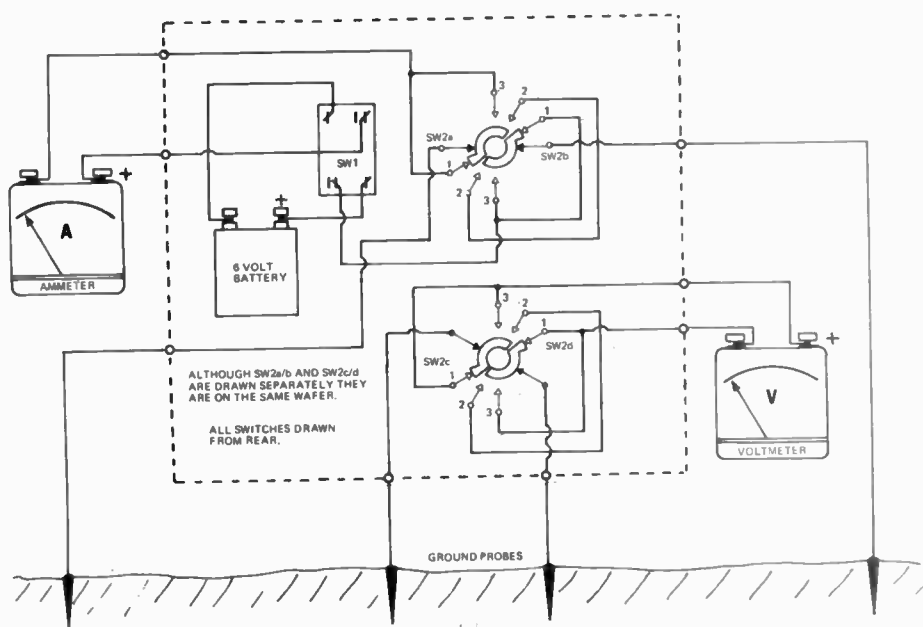 3
2
1
SW2a
SW2b
1
2
3
SW1
+
+
A
AMMETER
6 VOLT
BATTERY
3
2
1
SW2c
SW2d
1
2
3
+
V
VOLTMETER
ALTHOUGH SW2a/b AND SW2c/d
ARE DRAWN SEPARATELY THEY
ARE ON THE SAME WAFER.
ALL SWITCHES DRAWN
FROM REAR.
GROUND PROBES